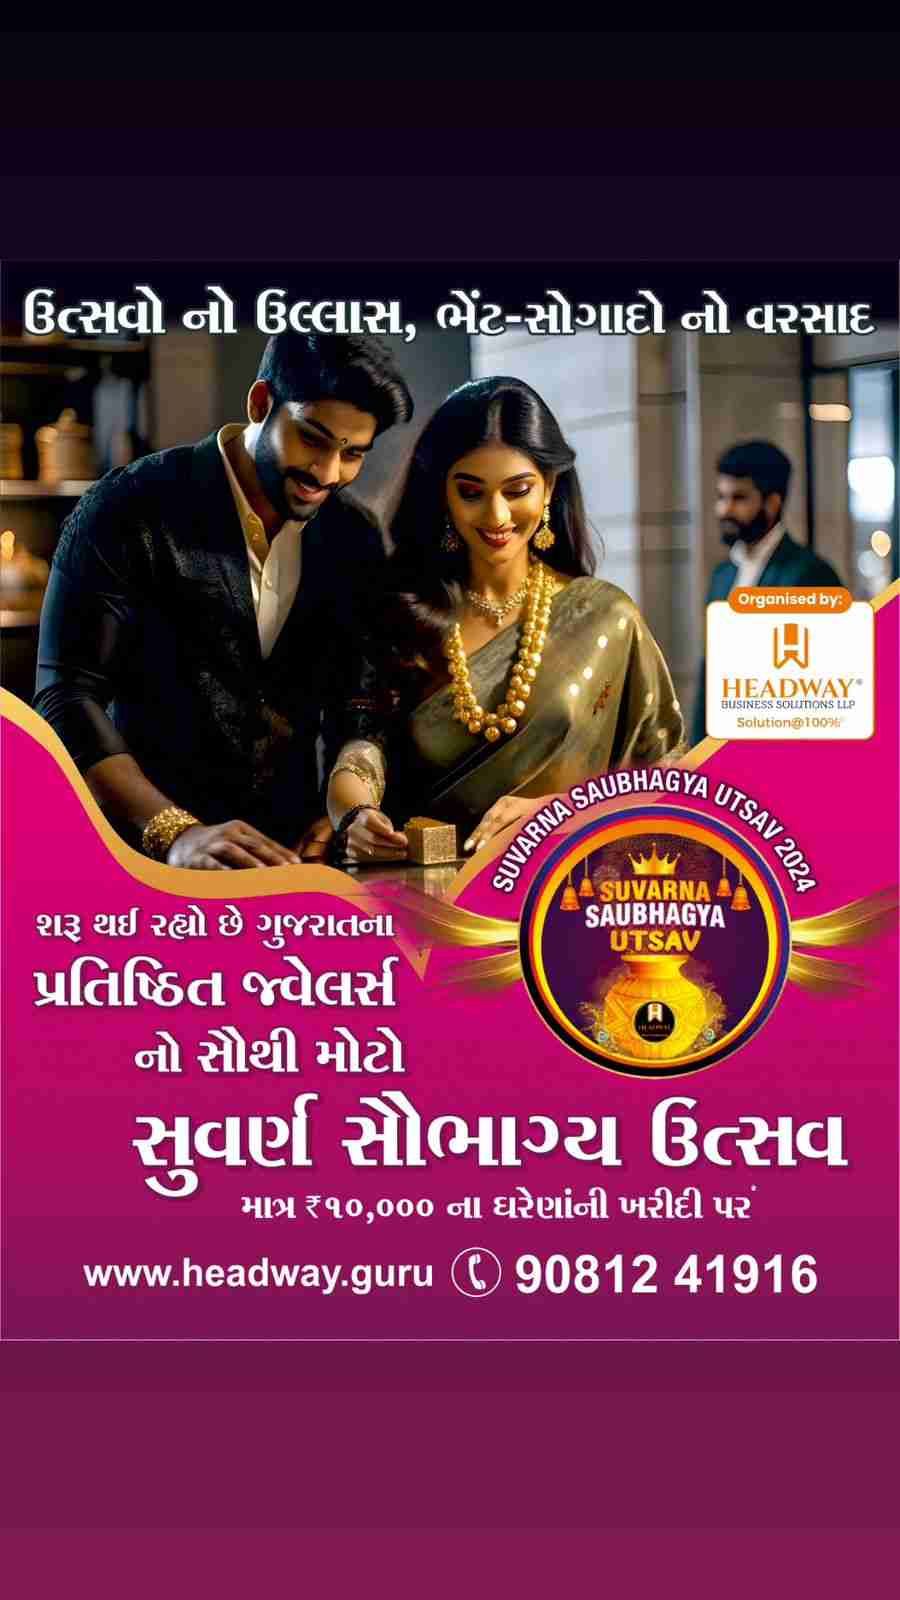 ઉત્સવો નો ઉલ્લાસ, ભેંટ-સોગાદો નો વરસાદ
Organised by:
HEADWAY®
BUSINESS SOLUTIONS LLP
Solution@100%
SUVARNA SAUBHAGYA UTSAV 2024
SUVARNA
SAUBHAGYA
UTSAV
HEADWAY
શરૂ થઈ રહ્યો છે ગુજરાતના
પ્રતિષ્ઠિત જ્વેલર્સ
નો સૌથી મોટો
સુવર્ણ સૌભાગ્ય ઉત્સવ
માત્ર ₹૧૦,૦૦૦ ના ઘરેણાંની ખરીદી પર
www.headway.guru 90812 41916